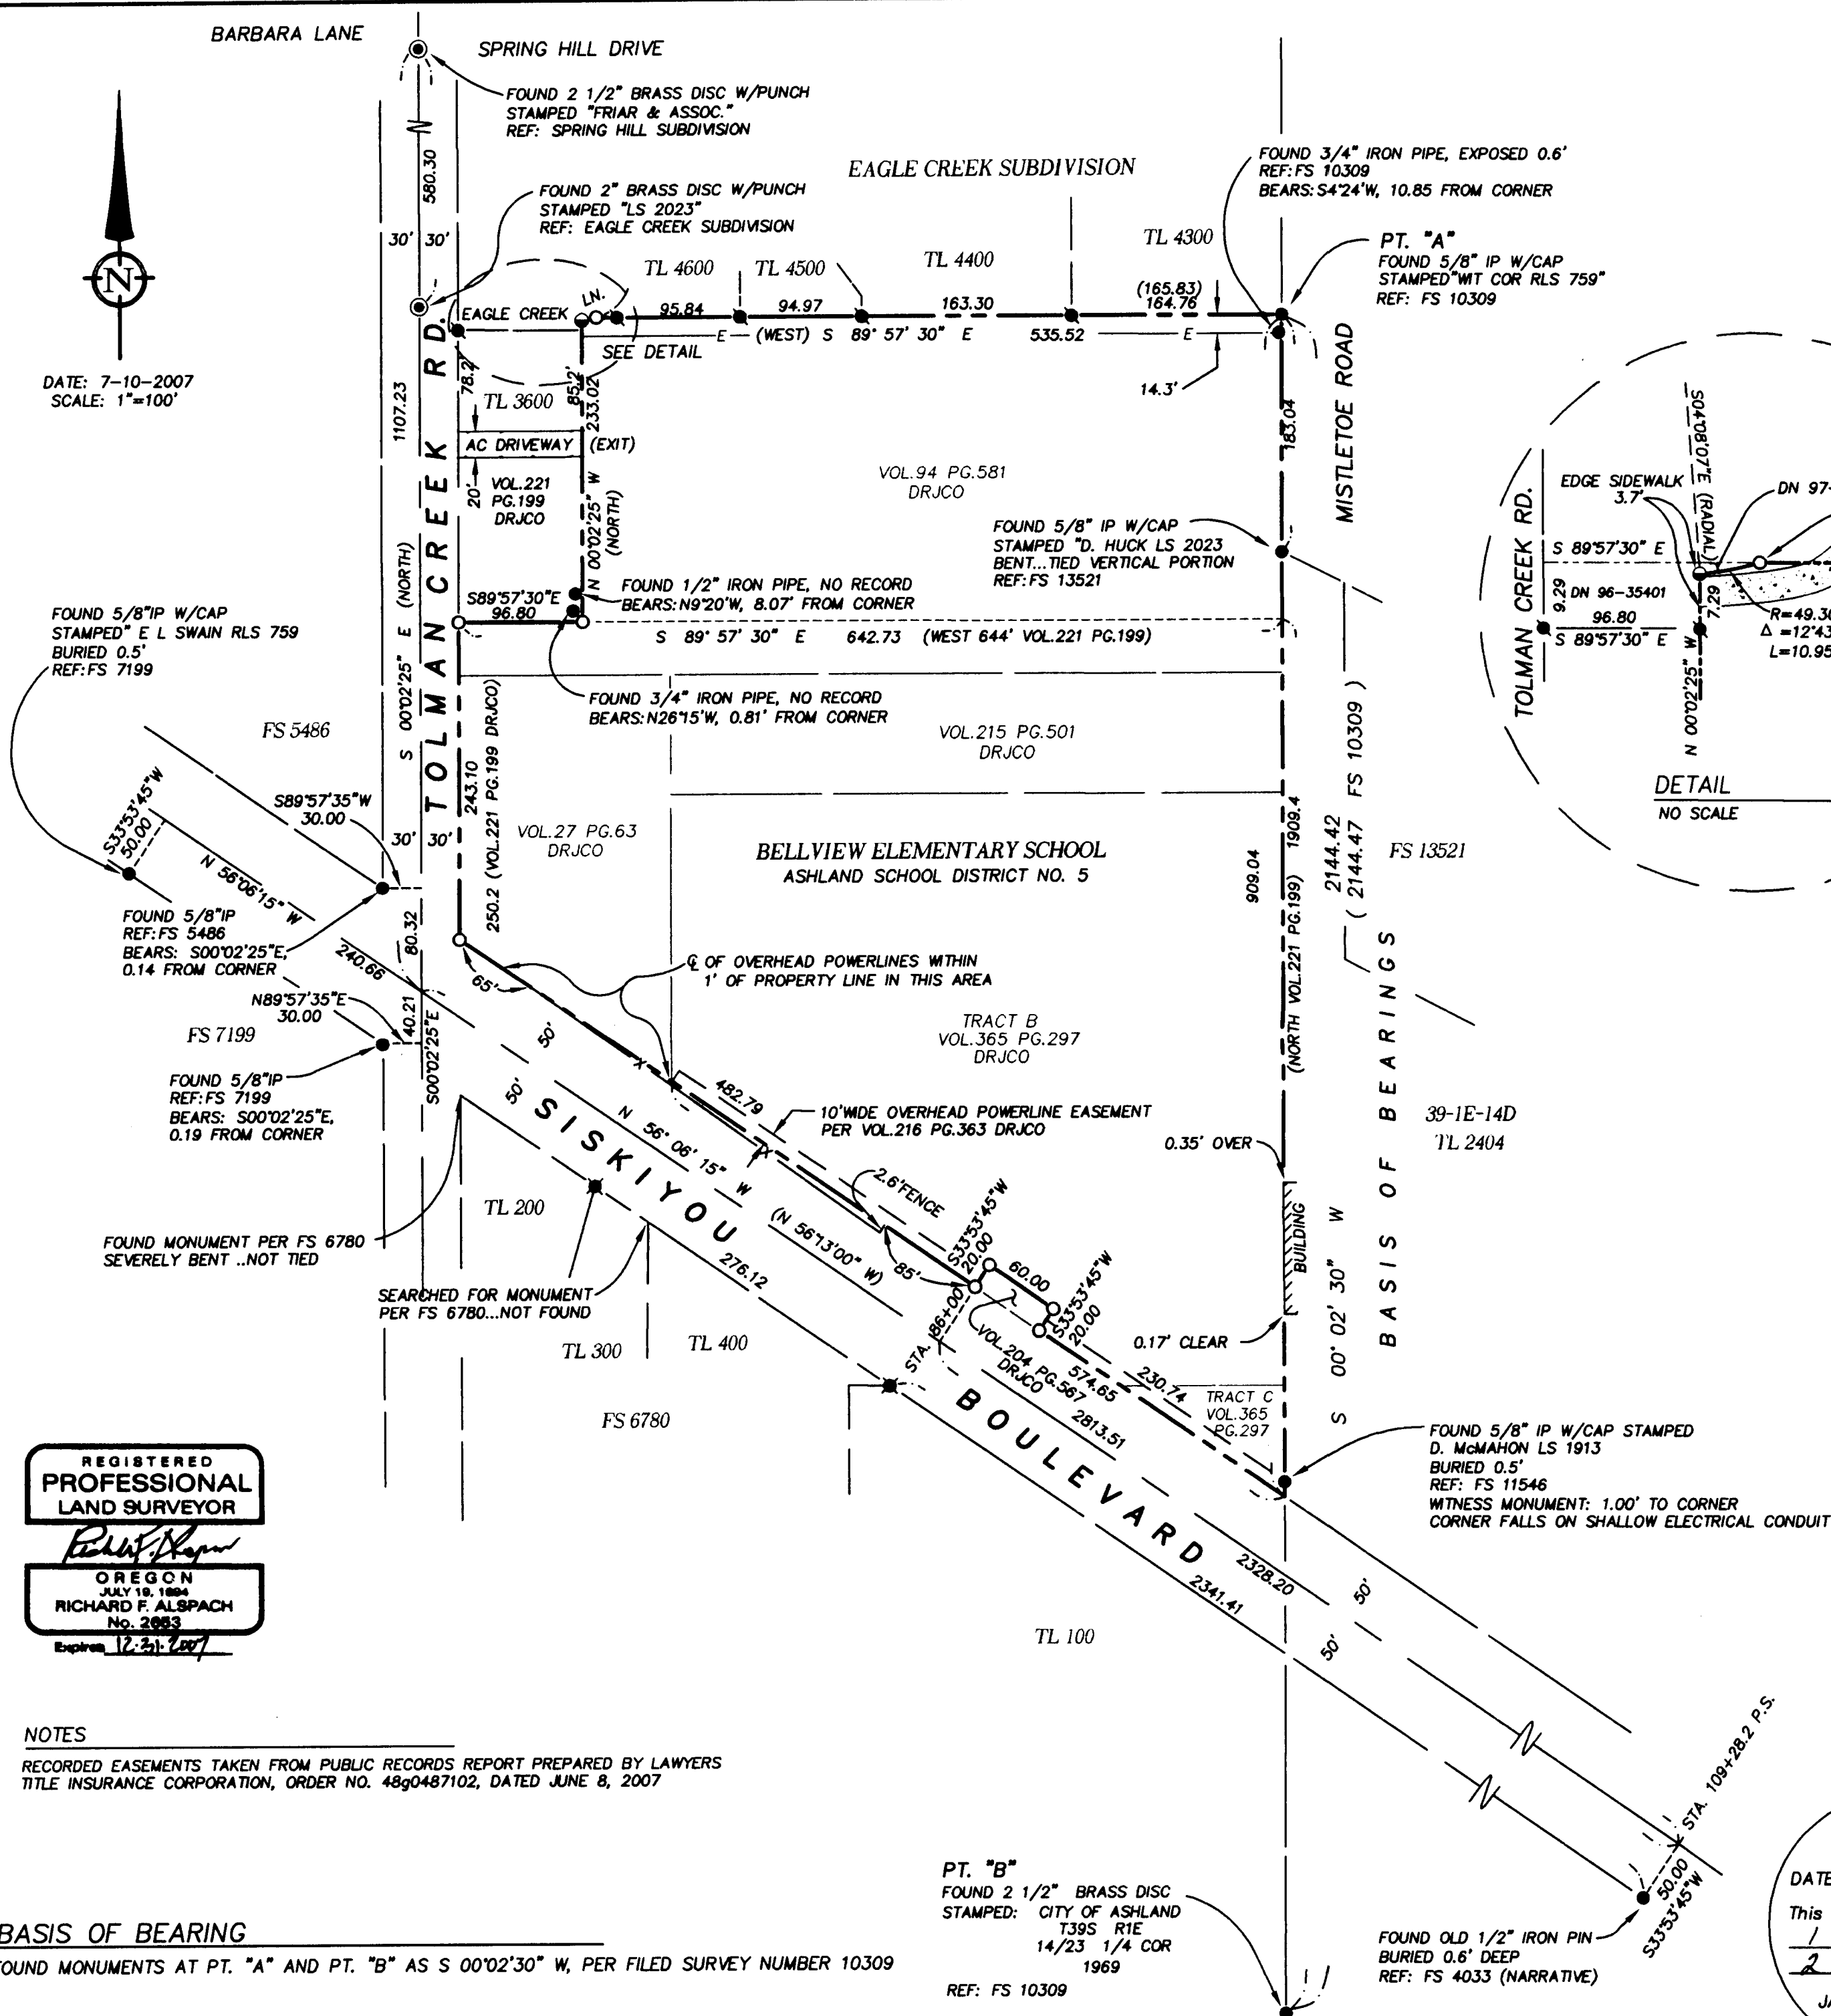 BARBARA LANE
SPRING HILL DRIVE
FOUND 2 1/2" BRASS DISC W/PUNCH
STAMPED "FRIAR & ASSOC."
REF: SPRING HILL SUBDIVISION
N
DATE: 7-10-2007
SCALE: 1"=100'
580.30
30' 30'
FOUND 2" BRASS DISC W/PUNCH
STAMPED "LS 2023"
REF: EAGLE CREEK SUBDIVISION
EAGLE CREEK SUBDIVISION
FOUND 3/4" IRON PIPE, EXPOSED 0.6'
REF: FS 10309
BEARS: S4°24'W, 10.85 FROM CORNER
PT. "A"
FOUND 5/8" IP W/CAP
STAMPED"WIT COR RLS 759"
REF: FS 10309
TL 4600
TL 4500
TL 4400
TL 4300
EAGLE CREEK LN.
95.84
94.97
163.30
(165.83)
164.76
E (WEST) S 89° 57' 30" E 535.52 E
SEE DETAIL
14.3'
1107.23
78.2'
TL 3600
85.2'
233.02
183.04
AC DRIVEWAY (EXIT)
20'
VOL.221
PG.199
DRJCO
N 00°02'25" W
(NORTH)
VOL.94 PG.581
DRJCO
MISTLETOE ROAD
FOUND 5/8" IP W/CAP
STAMPED "D. HUCK LS 2023
BENT...TIED VERTICAL PORTION
REF: FS 13521
TOLMAN CREEK RD.
S 00°02'25" E (NORTH)
S89°57'30"E
96.80
FOUND 1/2" IRON PIPE, NO RECORD
BEARS: N9°20'W, 8.07' FROM CORNER
S 89° 57' 30" E 642.73 (WEST 644' VOL.221 PG.199)
FOUND 3/4" IRON PIPE, NO RECORD
BEARS: N26°15'W, 0.81' FROM CORNER
FOUND 5/8"IP W/CAP
STAMPED" E L SWAIN RLS 759
BURIED 0.5'
REF: FS 7199
FS 5486
S33°53'45"W
50.00
N 56°06'15" W
S89°57'35"W
30.00
30' 30'
243.10
250.2 (VOL.221 PG.199 DRJCO)
VOL.27 PG.63
DRJCO
VOL.215 PG.501
DRJCO
BELLVIEW ELEMENTARY SCHOOL
ASHLAND SCHOOL DISTRICT NO. 5
909.04
(NORTH VOL.221 PG.199) 1909.4
2144.42
( 2144.47 FS 10309 )
FS 13521
S04°08'07"E (RADIAL)
EDGE SIDEWALK
3.7'
DN 97-
TOLMAN CREEK RD.
S 89°57'30" E
9.29
DN 96-35401
96.80
S 89°57'30" E
7.29
R=49.30
Δ =12°43
L=10.95
N 00°02'25" W
DETAIL
NO SCALE
FOUND 5/8"IP
REF: FS 5486
BEARS: S00°02'25"E,
0.14 FROM CORNER
240.66
80.32
N89°57'35"E
30.00
40.21
S00°02'25"E
FS 7199
FOUND 5/8"IP
REF: FS 7199
BEARS: S00°02'25"E,
0.19 FROM CORNER
65'
℄ OF OVERHEAD POWERLINES WITHIN
1' OF PROPERTY LINE IN THIS AREA
TRACT B
VOL.365 PG.297
DRJCO
50'
50'
482.79
10'WIDE OVERHEAD POWERLINE EASEMENT
PER VOL.216 PG.363 DRJCO
SISKIYOU BOULEVARD
N 56° 06' 15" W
(N 56°13'00" W)
2.6'FENCE
85'
S33°53'45"W
20.00
60.00
S33°53'45"W
20.00
0.35' OVER
BUILDING
0.17' CLEAR
S 00° 02' 30" W
BASIS OF BEARINGS
39-1E-14D
TL 2404
FOUND MONUMENT PER FS 6780
SEVERELY BENT ..NOT TIED
TL 200
SEARCHED FOR MONUMENT
PER FS 6780...NOT FOUND
276.12
TL 300
TL 400
FS 6780
STA. 86+00
VOL.204 PG.567
DRJCO
574.65
230.74
2813.51
TRACT C
VOL.365
PG.297
FOUND 5/8" IP W/CAP STAMPED
D. McMAHON LS 1913
BURIED 0.5'
REF: FS 11546
WITNESS MONUMENT: 1.00' TO CORNER
CORNER FALLS ON SHALLOW ELECTRICAL CONDUIT
REGISTERED
PROFESSIONAL
LAND SURVEYOR
OREGON
JULY 19, 1994
RICHARD F. ALSPACH
No. 2653
Expires 12-31-2007
2328.20
2341.41
50'
50'
TL 100
NOTES
RECORDED EASEMENTS TAKEN FROM PUBLIC RECORDS REPORT PREPARED BY LAWYERS
TITLE INSURANCE CORPORATION, ORDER NO. 48g0487102, DATED JUNE 8, 2007
STA. 109+28.2 P.S.
50.00
S33°53'45"W
PT. "B"
FOUND 2 1/2" BRASS DISC
STAMPED: CITY OF ASHLAND
T39S R1E
14/23 1/4 COR
1969
REF: FS 10309
FOUND OLD 1/2" IRON PIN
BURIED 0.6' DEEP
REF: FS 4033 (NARRATIVE)
BASIS OF BEARING
OUND MONUMENTS AT PT. "A" AND PT. "B" AS S 00°02'30" W, PER FILED SURVEY NUMBER 10309
DATE
This
1
2
JA